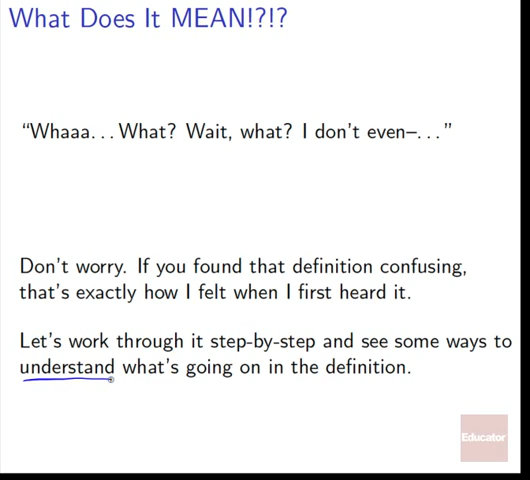 What Does It MEAN!?!?
“Whaaa...What? Wait, what? I don't even–...”
Don't worry. If you found that definition confusing,
that's exactly how I felt when I first heard it.
Let's work through it step-by-step and see some ways to
understand what's going on in the definition.
Educator